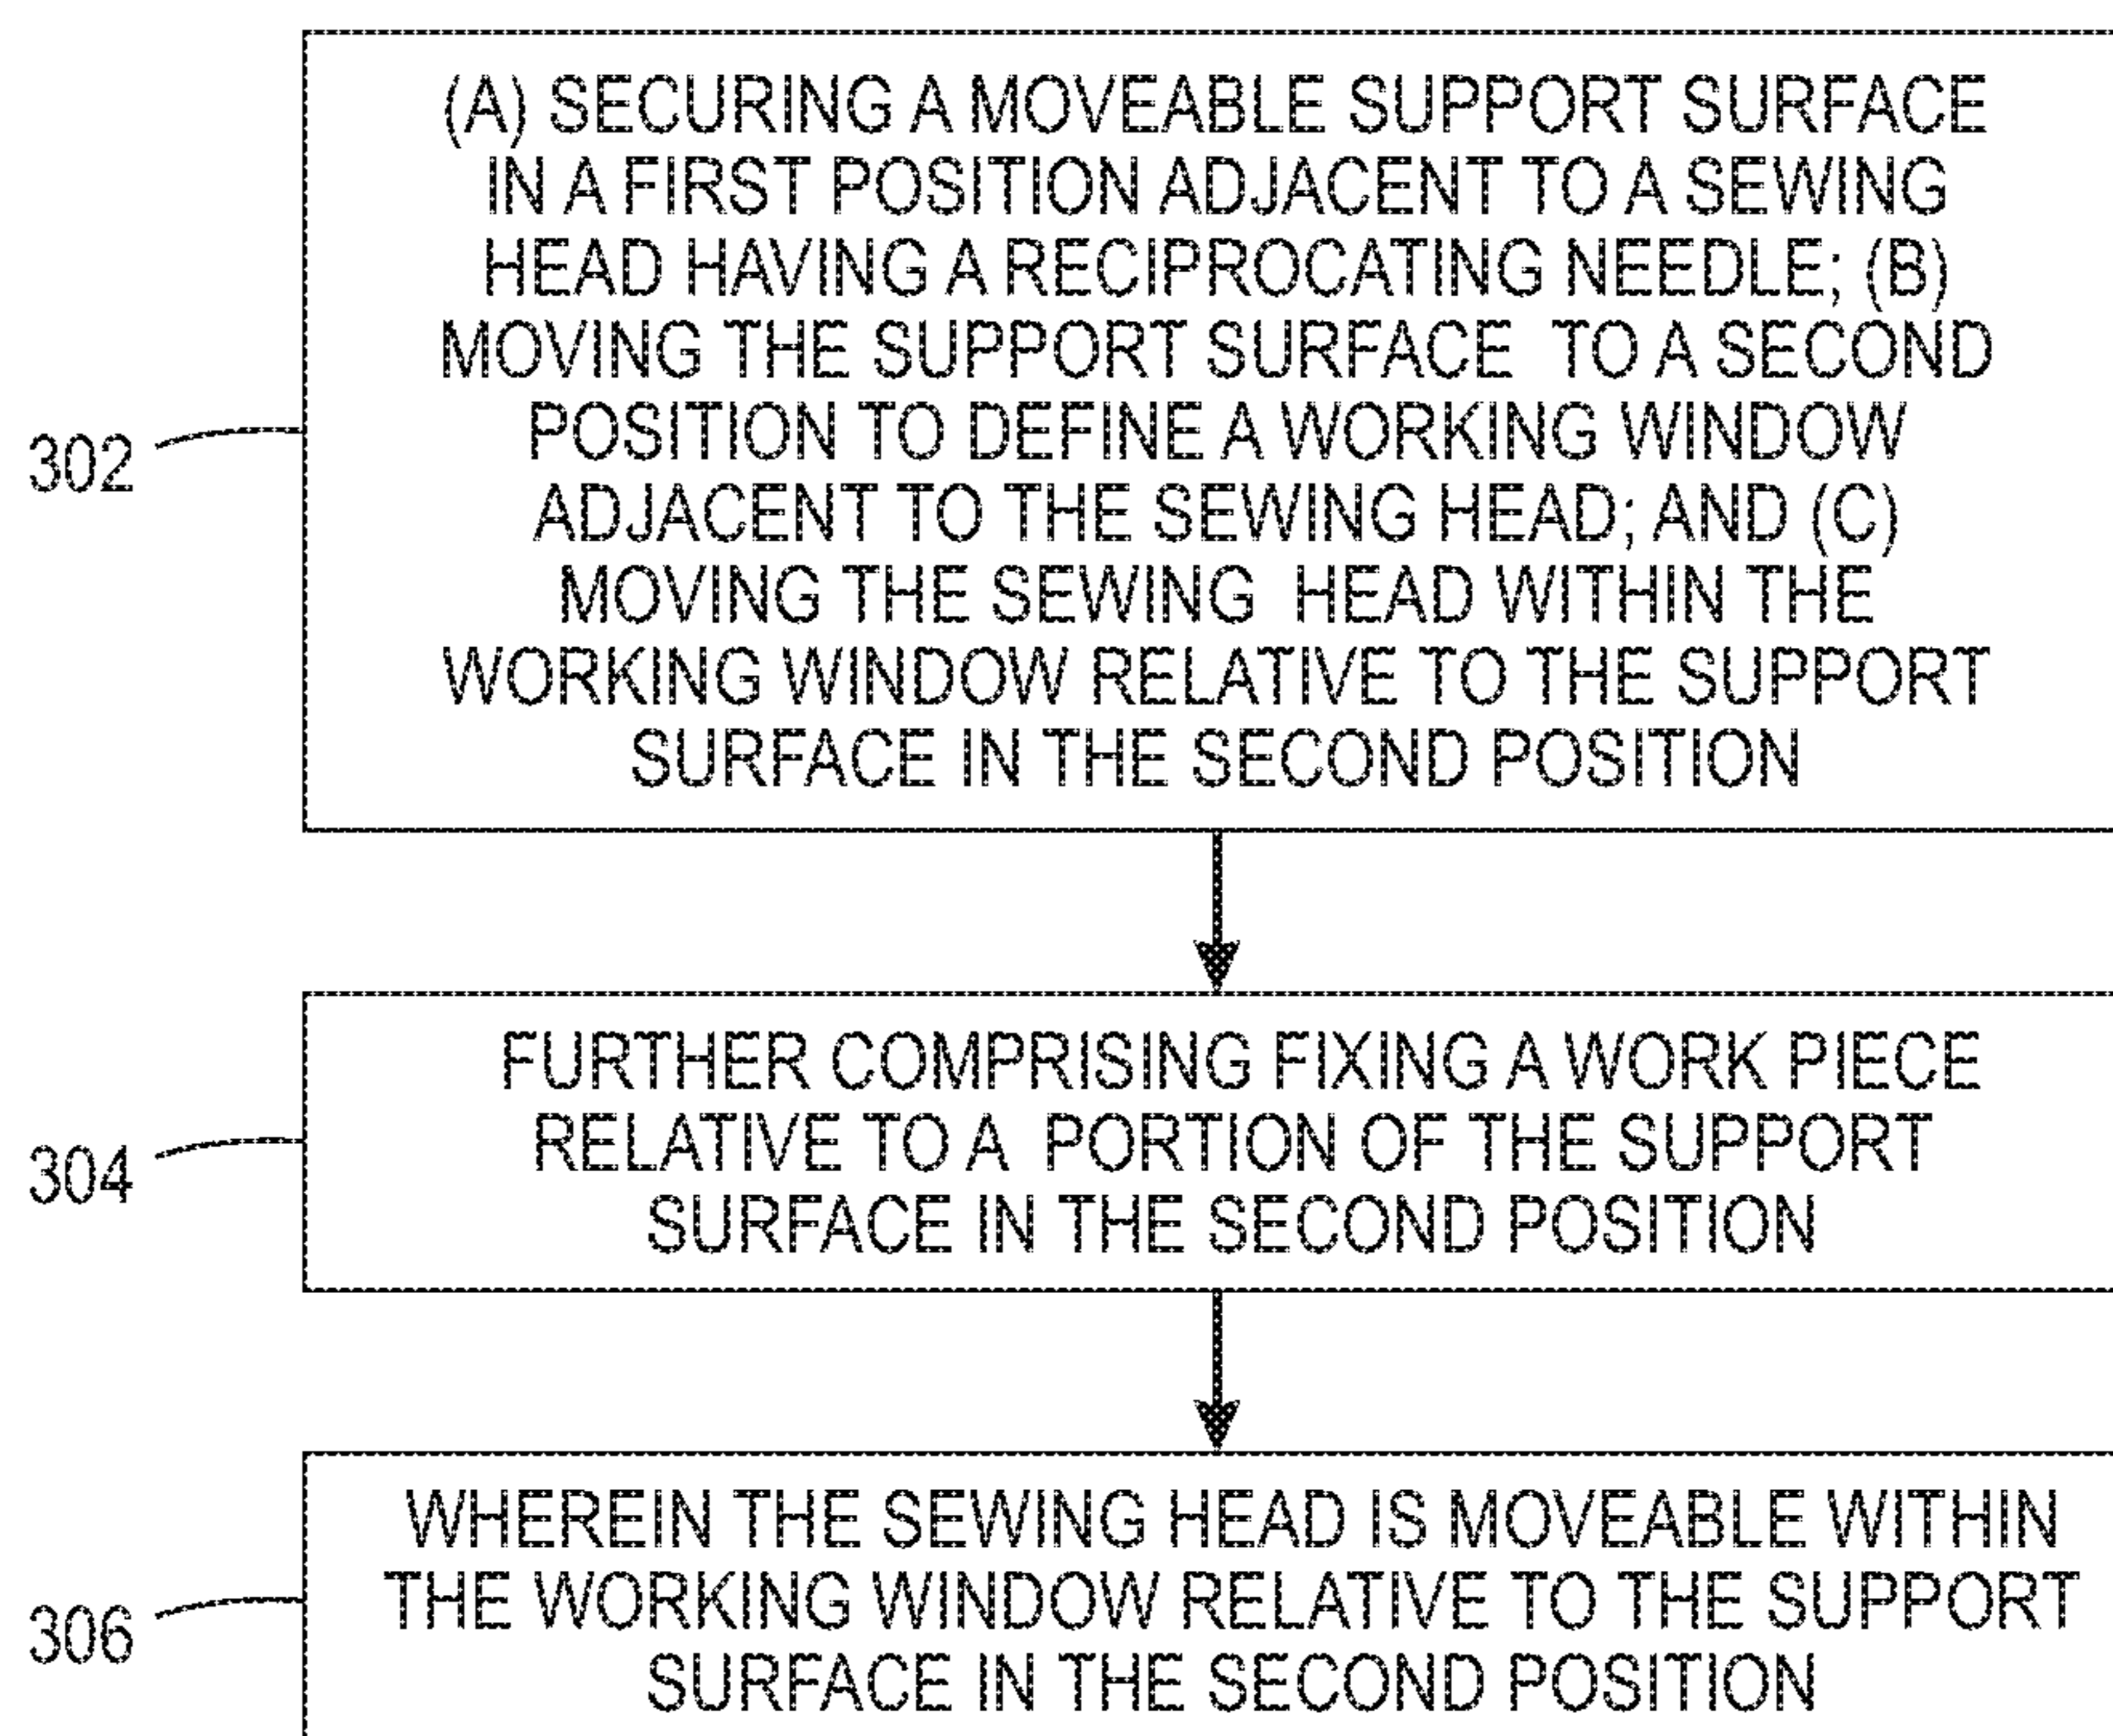 (A) SECURING A MOVEABLE SUPPORT SURFACE
IN A FIRST POSITION ADJACENT TO A SEWING
HEAD HAVING A RECIPROCATING NEEDLE; (B)
MOVING THE SUPPORT SURFACE TO A SECOND
POSITION TO DEFINE A WORKING WINDOW
ADJACENT TO THE SEWING HEAD; AND (C)
MOVING THE SEWING HEAD WITHIN THE
WORKING WINDOW RELATIVE TO THE SUPPORT
SURFACE IN THE SECOND POSITION
302
FURTHER COMPRISING FIXING A WORK PIECE
RELATIVE TO A PORTION OF THE SUPPORT
SURFACE IN THE SECOND POSITION
304
WHEREIN THE SEWING HEAD IS MOVEABLE WITHIN
THE WORKING WINDOW RELATIVE TO THE SUPPORT
SURFACE IN THE SECOND POSITION
306